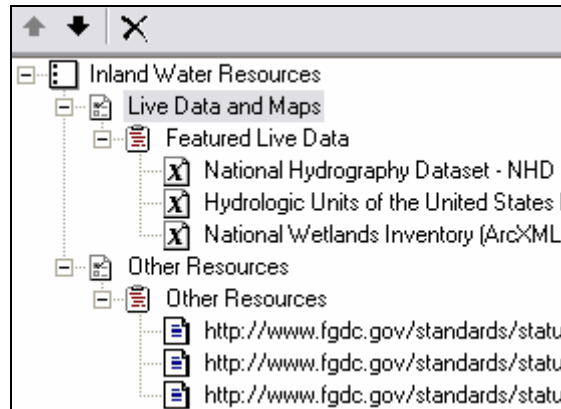 Inland Water Resources
Live Data and Maps
Featured Live Data
National Hydrography Dataset - NHD
Hydrologic Units of the United States
National Wetlands Inventory (ArcXML
Other Resources
Other Resources
http://www.fgdc.gov/standards/statu
http://www.fgdc.gov/standards/statu
http://www.fgdc.gov/standards/statu